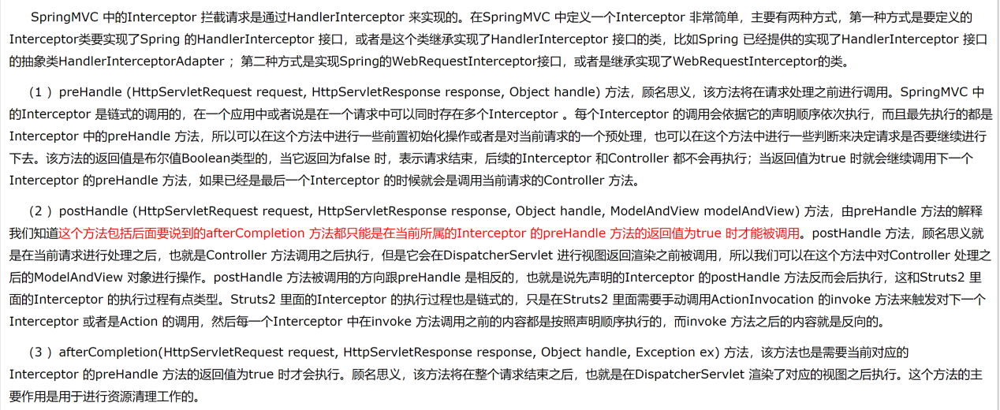 SpringMVC 中的Interceptor 拦截请求是通过HandlerInterceptor 来实现的。在SpringMVC 中定义一个Interceptor 非常简单，主要有两种方式，第一种方式是要定义的
Interceptor类要实现了Spring 的HandlerInterceptor 接口，或者是这个类继承实现了HandlerInterceptor 接口的类，比如Spring 已经提供的实现了HandlerInterceptor 接口
的抽象类HandlerInterceptorAdapter ；第二种方式是实现Spring的WebRequestInterceptor接口，或者是继承实现了WebRequestInterceptor的类。
（1 ）preHandle (HttpServletRequest request, HttpServletResponse response, Object handle) 方法，顾名思义，该方法将在请求处理之前进行调用。SpringMVC 中
的Interceptor 是链式的调用的，在一个应用中或者说是在一个请求中可以同时存在多个Interceptor 。每个Interceptor 的调用会依据它的声明顺序依次执行，而且最先执行的都是
Interceptor 中的preHandle 方法，所以可以在这个方法中进行一些前置初始化操作或者是对当前请求的一个预处理，也可以在这个方法中进行一些判断来决定请求是否要继续进行
下去。该方法的返回值是布尔值Boolean类型的，当它返回为false 时，表示请求结束，后续的Interceptor 和Controller 都不会再执行；当返回值为true 时就会继续调用下一个
Interceptor 的preHandle 方法，如果已经是最后一个Interceptor 的时候就会是调用当前请求的Controller 方法。
（2 ）postHandle (HttpServletRequest request, HttpServletResponse response, Object handle, ModelAndView modelAndView) 方法，由preHandle 方法的解释
我们知道这个方法包括后面要说到的afterCompletion 方法都只能是在当前所属的Interceptor 的preHandle 方法的返回值为true 时才能被调用。postHandle 方法，顾名思义就
是在当前请求进行处理之后，也就是Controller 方法调用之后执行，但是它会在DispatcherServlet 进行视图返回渲染之前被调用，所以我们可以在这个方法中对Controller 处理之
后的ModelAndView 对象进行操作。postHandle 方法被调用的方向跟preHandle 是相反的，也就是说先声明的Interceptor 的postHandle 方法反而会后执行，这和Struts2 里
面的Interceptor 的执行过程有点类型。Struts2 里面的Interceptor 的执行过程也是链式的，只是在Struts2 里面需要手动调用ActionInvocation 的invoke 方法来触发对下一个
Interceptor 或者是Action 的调用，然后每一个Interceptor 中在invoke 方法调用之前的内容都是按照声明顺序执行的，而invoke 方法之后的内容就是反向的。
（3 ）afterCompletion(HttpServletRequest request, HttpServletResponse response, Object handle, Exception ex) 方法，该方法也是需要当前对应的
Interceptor 的preHandle 方法的返回值为true 时才会执行。顾名思义，该方法将在整个请求结束之后，也就是在DispatcherServlet 渲染了对应的视图之后执行。这个方法的主
要作用是用于进行资源清理工作的。